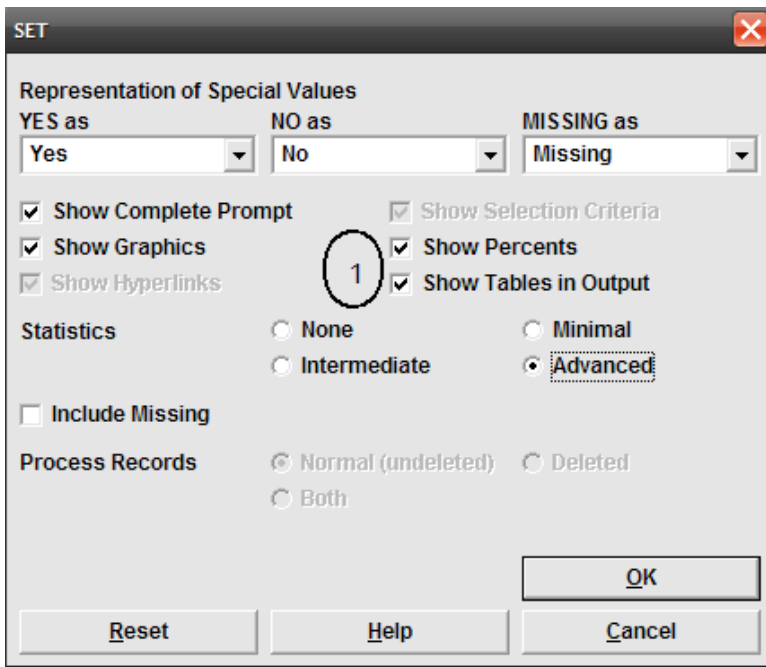 SET
Representation of Special Values
YES as NO as MISSING as
Yes No Missing
Show Complete Prompt Show Selection Criteria
Show Graphics Show Percents
1
Show Hyperlinks Show Tables in Output
Statistics None Minimal
Intermediate Advanced
Include Missing
Process Records Normal (undeleted) Deleted
Both
OK
Reset Help Cancel